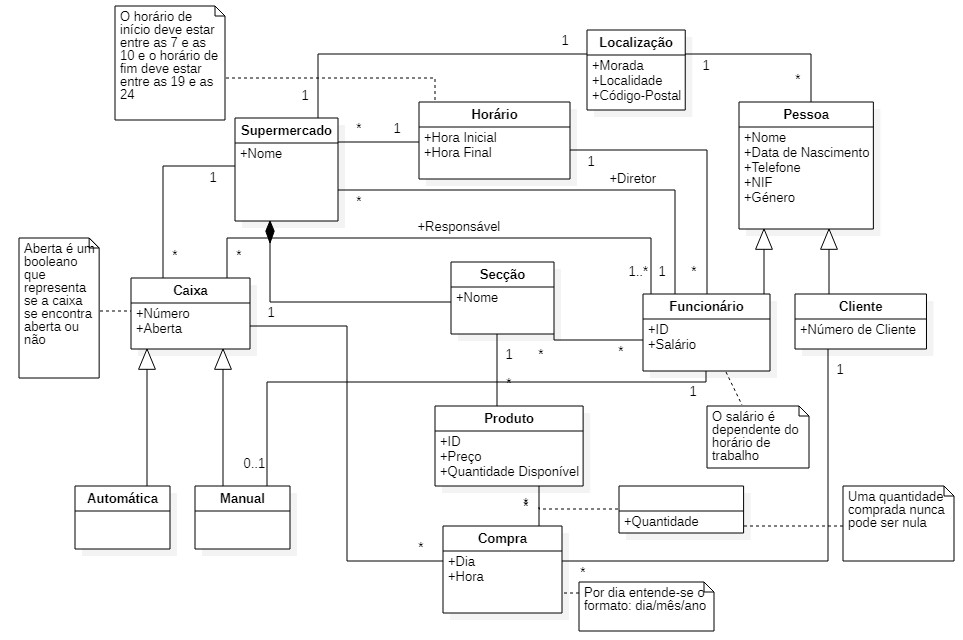 O horário de
início deve estar
entre as 7 e as
10 e o horário de
fim deve estar
entre as 19 e as
24
1
Localização
+Morada
+Localidade
+Código-Postal
1
*
1
Supermercado
+Nome
*
1
Horário
+Hora Inicial
+Hora Final
Pessoa
+Nome
+Data de Nascimento
+Telefone
+NIF
+Género
1
1
+Diretor
*
+Responsável
Aberta é um
booleano
que
representa
se a caixa
se encontra
aberta ou
não
*
*
1..*
1
*
Caixa
+Número
+Aberta
1
Secção
+Nome
Funcionário
+ID
+Salário
Cliente
+Número de Cliente
1
*
*
1
*
1
O salário é
dependente do
horário de
trabalho
Produto
+ID
+Preço
+Quantidade Disponível
0..1
Automática
Manual
*
*
+Quantidade
Uma quantidade
comprada nunca
pode ser nula
*
Compra
+Dia
+Hora
*
Por dia entende-se o
formato: dia/mês/ano